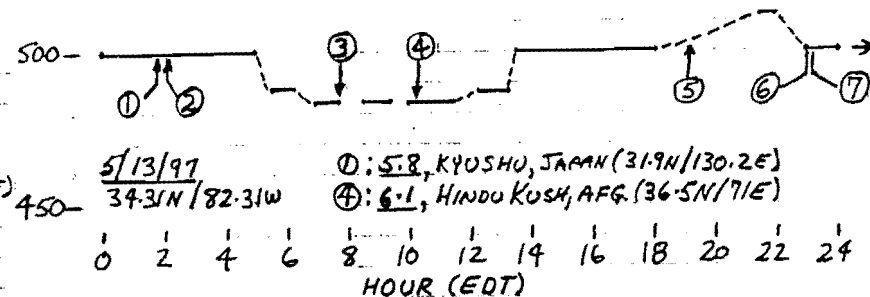 500
③ ④
① ② ⑤ ⑥ ⑦
5/13/97 ①: 5.8, KYUSHU, JAPAN (31.9N/130.2E)
34.31N/82.31W ④: 6.1, HINDU KUSH, AFG. (36.5N/71E)
450
0 2 4 6 8 10 12 14 16 18 20 22 24
HOUR (EDT)